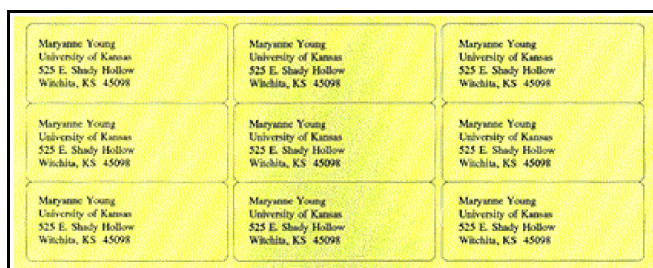 Maryanne Young
University of Kansas
525 E. Shady Hollow
Witchita, KS 45098
Maryanne Young
University of Kansas
525 E. Shady Hollow
Witchita, KS 45098
Maryanne Young
University of Kansas
525 E. Shady Hollow
Witchita, KS 45098
Maryanne Young
University of Kansas
525 E. Shady Hollow
Witchita, KS 45098
Maryanne Young
University of Kansas
525 E. Shady Hollow
Witchita, KS 45098
Maryanne Young
University of Kansas
525 E. Shady Hollow
Witchita, KS 45098
Maryanne Young
University of Kansas
525 E. Shady Hollow
Witchita, KS 45098
Maryanne Young
University of Kansas
525 E. Shady Hollow
Witchita, KS 45098
Maryanne Young
University of Kansas
525 E. Shady Hollow
Witchita, KS 45098